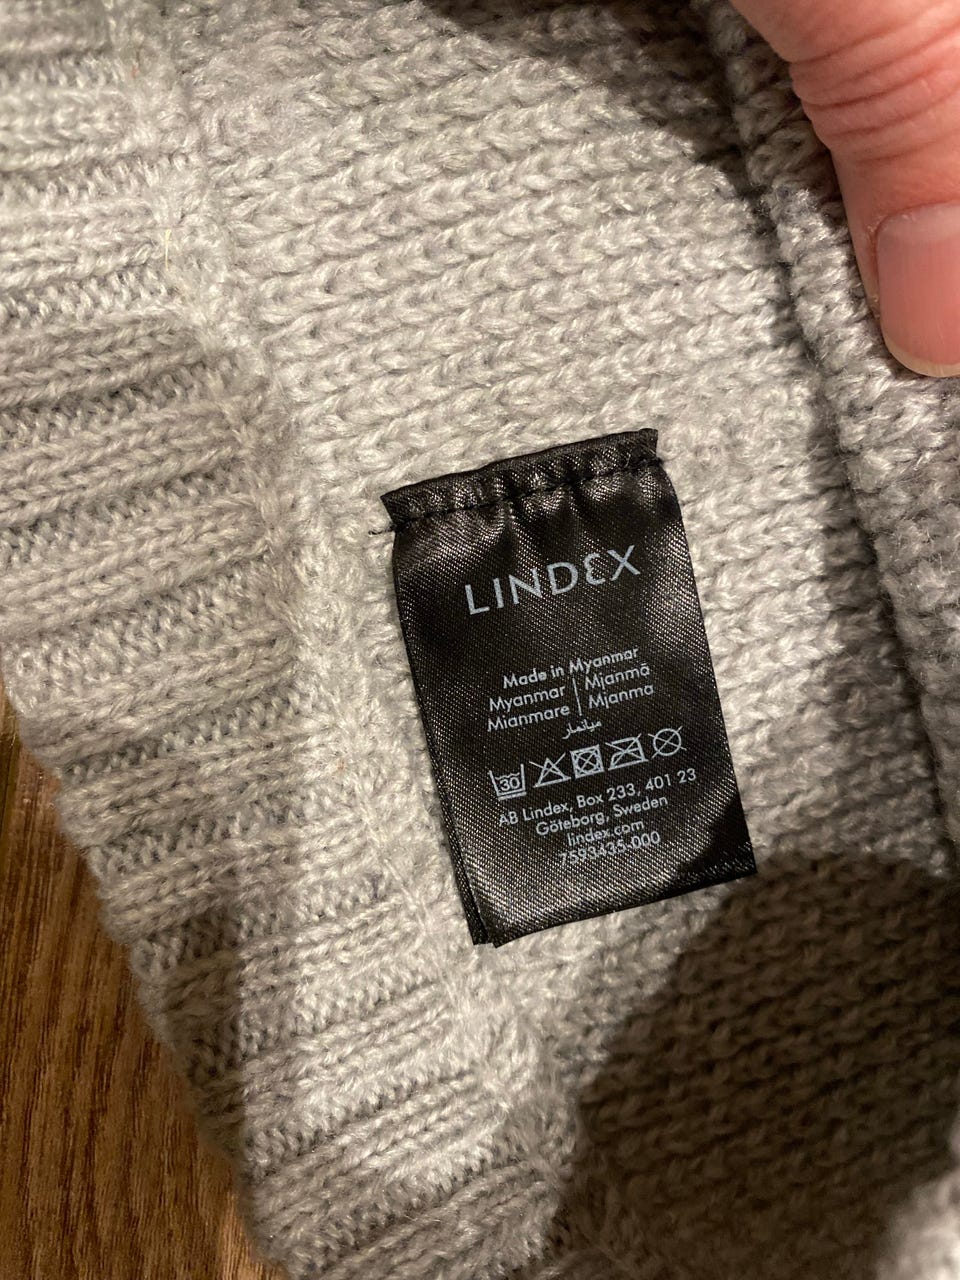 LINDEX
Made in Myanmar
Myanmar | Mjanmā
Mianmare | Mjanma
ميانمار
30
AB Lindex, Box 233, 401 23
Göteborg, Sweden
lindex.com
7593435-000